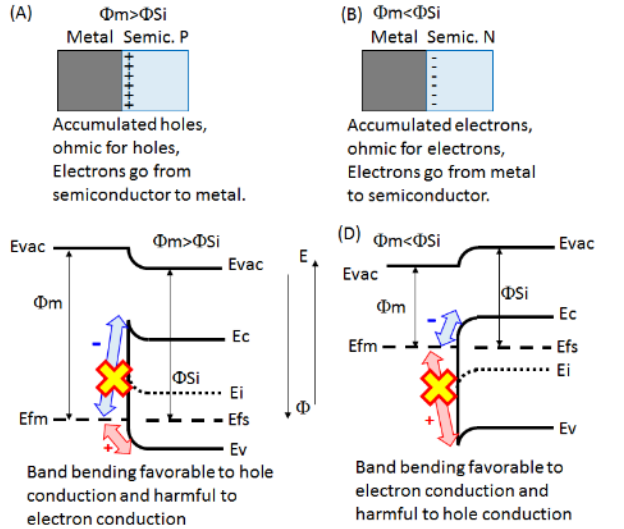 (A)
Φm>ΦSi
Metal Semic. P
+
+
+
+
+
+
Accumulated holes,
ohmic for holes,
Electrons go from
semiconductor to metal.
(B)
Φm<ΦSi
Metal Semic. N
-
-
-
-
-
-
Accumulated electrons,
ohmic for electrons,
Electrons go from metal
to semiconductor.
Evac
Φm>ΦSi
Evac
Φm
-
Ec
ΦSi
Ei
Efm
Efs
+
Ev
Band bending favorable to hole
conduction and harmful to
electron conduction
E
Φ
(D)
Φm<ΦSi
Evac
Evac
Φm
ΦSi
-
Ec
Efm
Efs
Ei
+
Ev
Band bending favorable to
electron conduction and
harmful to hole conduction